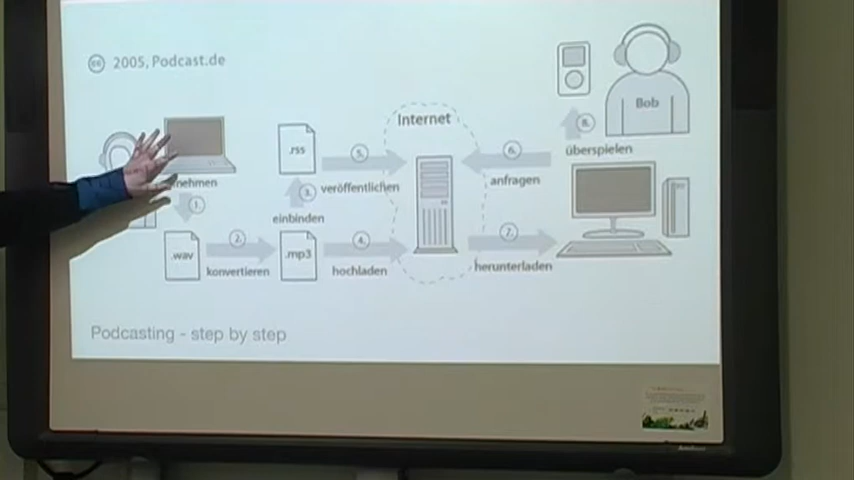 cc 2005, Podcast.de
Internet
Bob
.rss
5.
6.
8.
überspielen
nehmen
1.
3.
veröffentlichen
anfragen
einbinden
.wav
2.
.mp3
4.
7.
konvertieren
hochladen
herunterladen
Podcasting - step by step